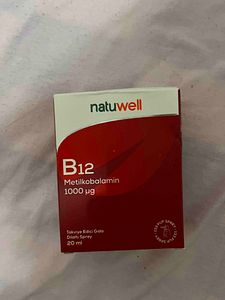 natuwell
B12
Metilkobalamin
1000 µg
Takviye Edici Gıda
Dilaltı Sprey
20 ml